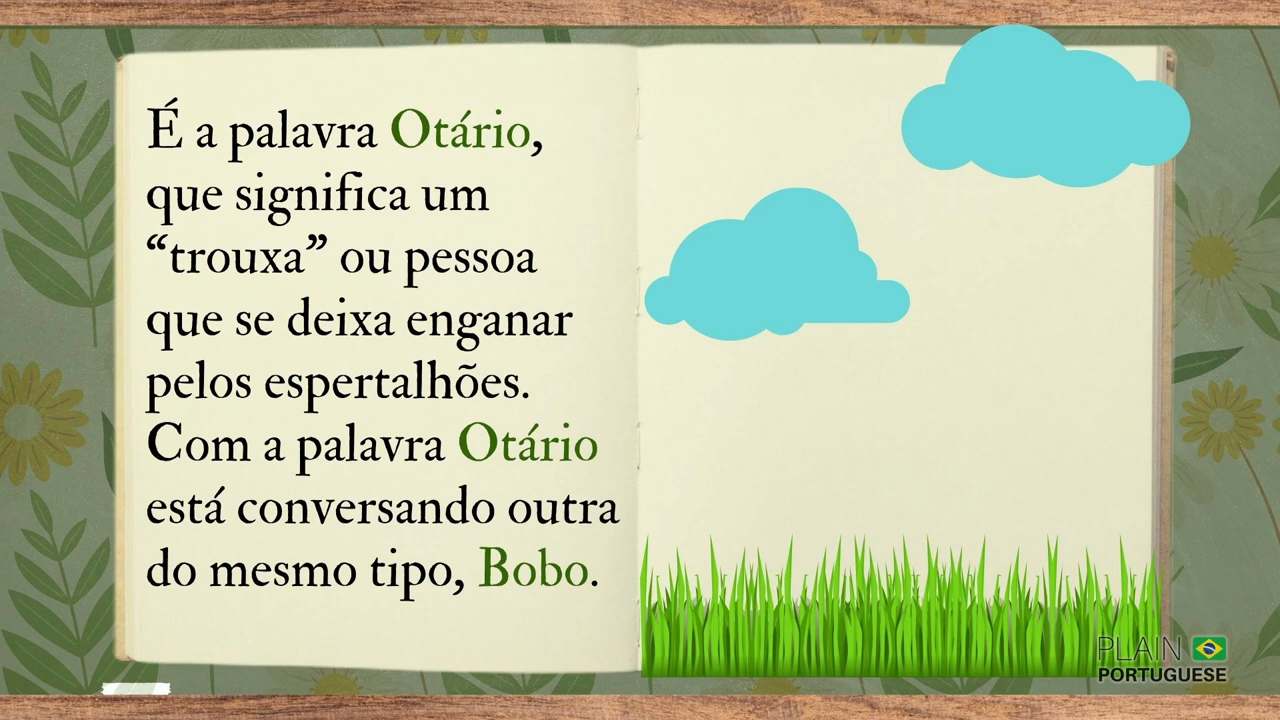 É a palavra Otário,
que significa um
“trouxa” ou pessoa
que se deixa enganar
pelos espertalhões.
Com a palavra Otário
está conversando outra
do mesmo tipo, Bobo.
PLAIN
PORTUGUESE